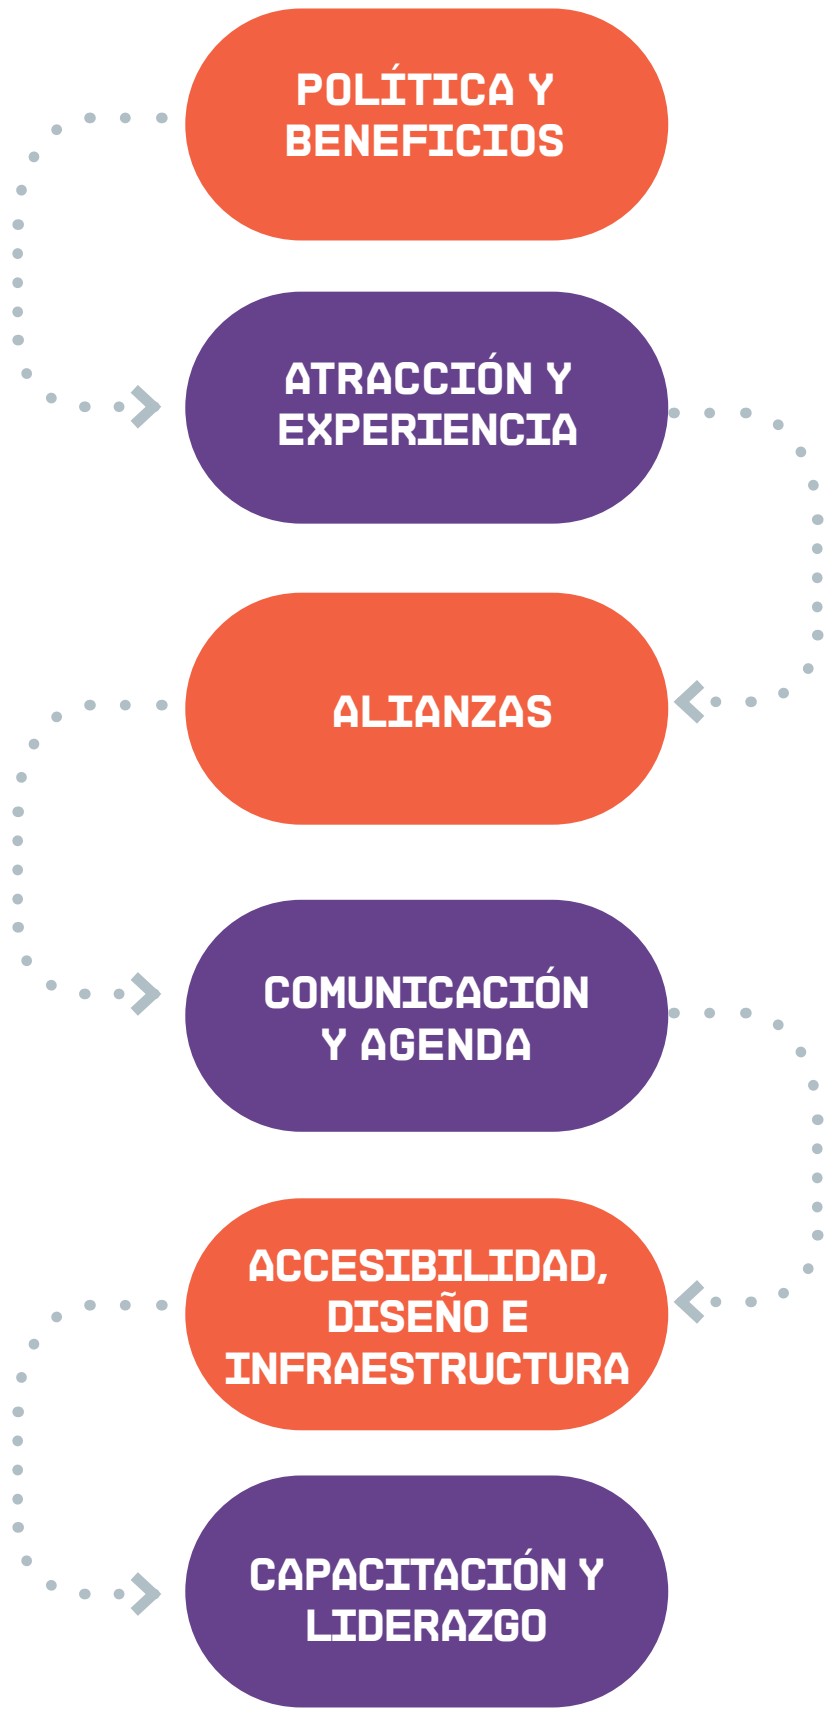 POLÍTICA Y
BENEFICIOS
ATRACCIÓN Y
EXPERIENCIA
ALIANZAS
COMUNICACIÓN
Y AGENDA
ACCESIBILIDAD,
DISEÑO E
INFRAESTRUCTURA
CAPACITACIÓN Y
LIDERAZGO